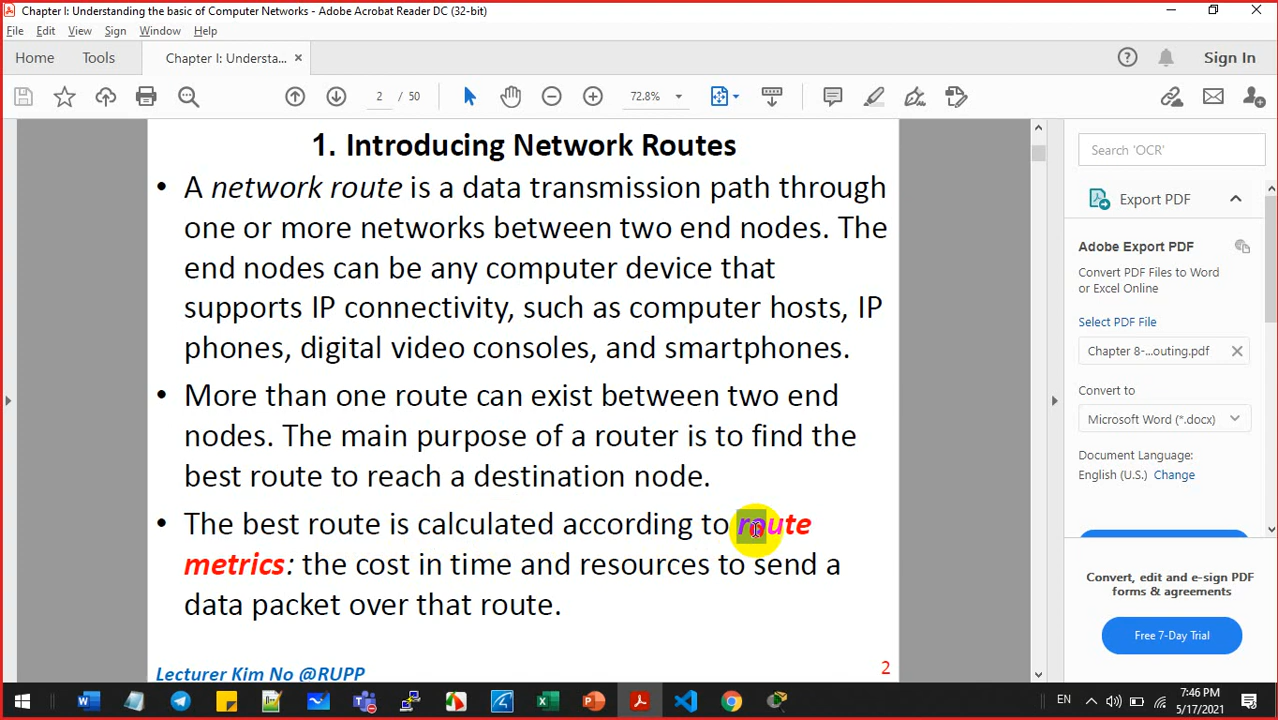 Chapter I: Understanding the basic of Computer Networks - Adobe Acrobat Reader DC (32-bit)
File Edit View Sign Window Help
Home Tools Chapter I: Understa... × Sign In
2 / 50 72.8%
1. Introducing Network Routes
• A network route is a data transmission path through
one or more networks between two end nodes. The
end nodes can be any computer device that
supports IP connectivity, such as computer hosts, IP
phones, digital video consoles, and smartphones.
• More than one route can exist between two end
nodes. The main purpose of a router is to find the
best route to reach a destination node.
• The best route is calculated according to route
metrics: the cost in time and resources to send a
data packet over that route.
Lecturer Kim No @RUPP 2
Search 'OCR'
Export PDF
Adobe Export PDF
Convert PDF Files to Word
or Excel Online
Select PDF File
Chapter 8-...outing.pdf
Convert to
Microsoft Word (*.docx)
Document Language:
English (U.S.) Change
Convert, edit and e-sign PDF
forms & agreements
Free 7-Day Trial
EN
7:46 PM
5/17/2021